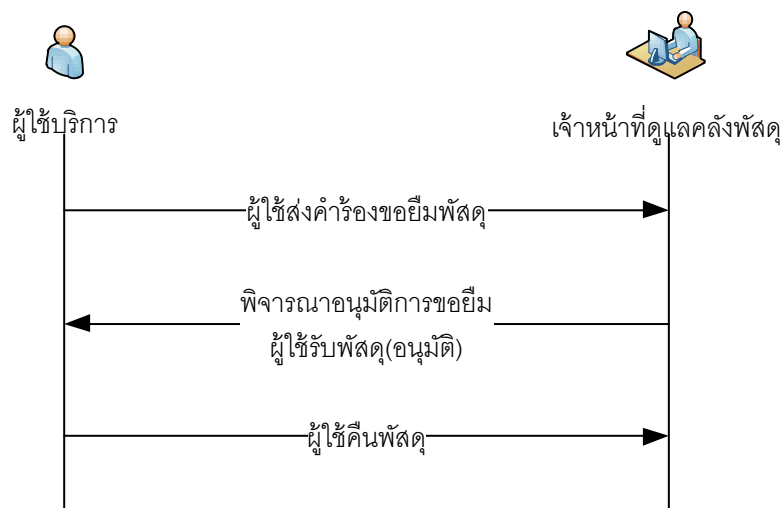 ผู้ใช้บริการ
เจ้าหน้าที่ดูแลคลังพัสดุ
ผู้ใช้ส่งคำร้องขอยืมพัสดุ
พิจารณาอนุมัติการขอยืม
ผู้ใช้รับพัสดุ(อนุมัติ)
ผู้ใช้คืนพัสดุ